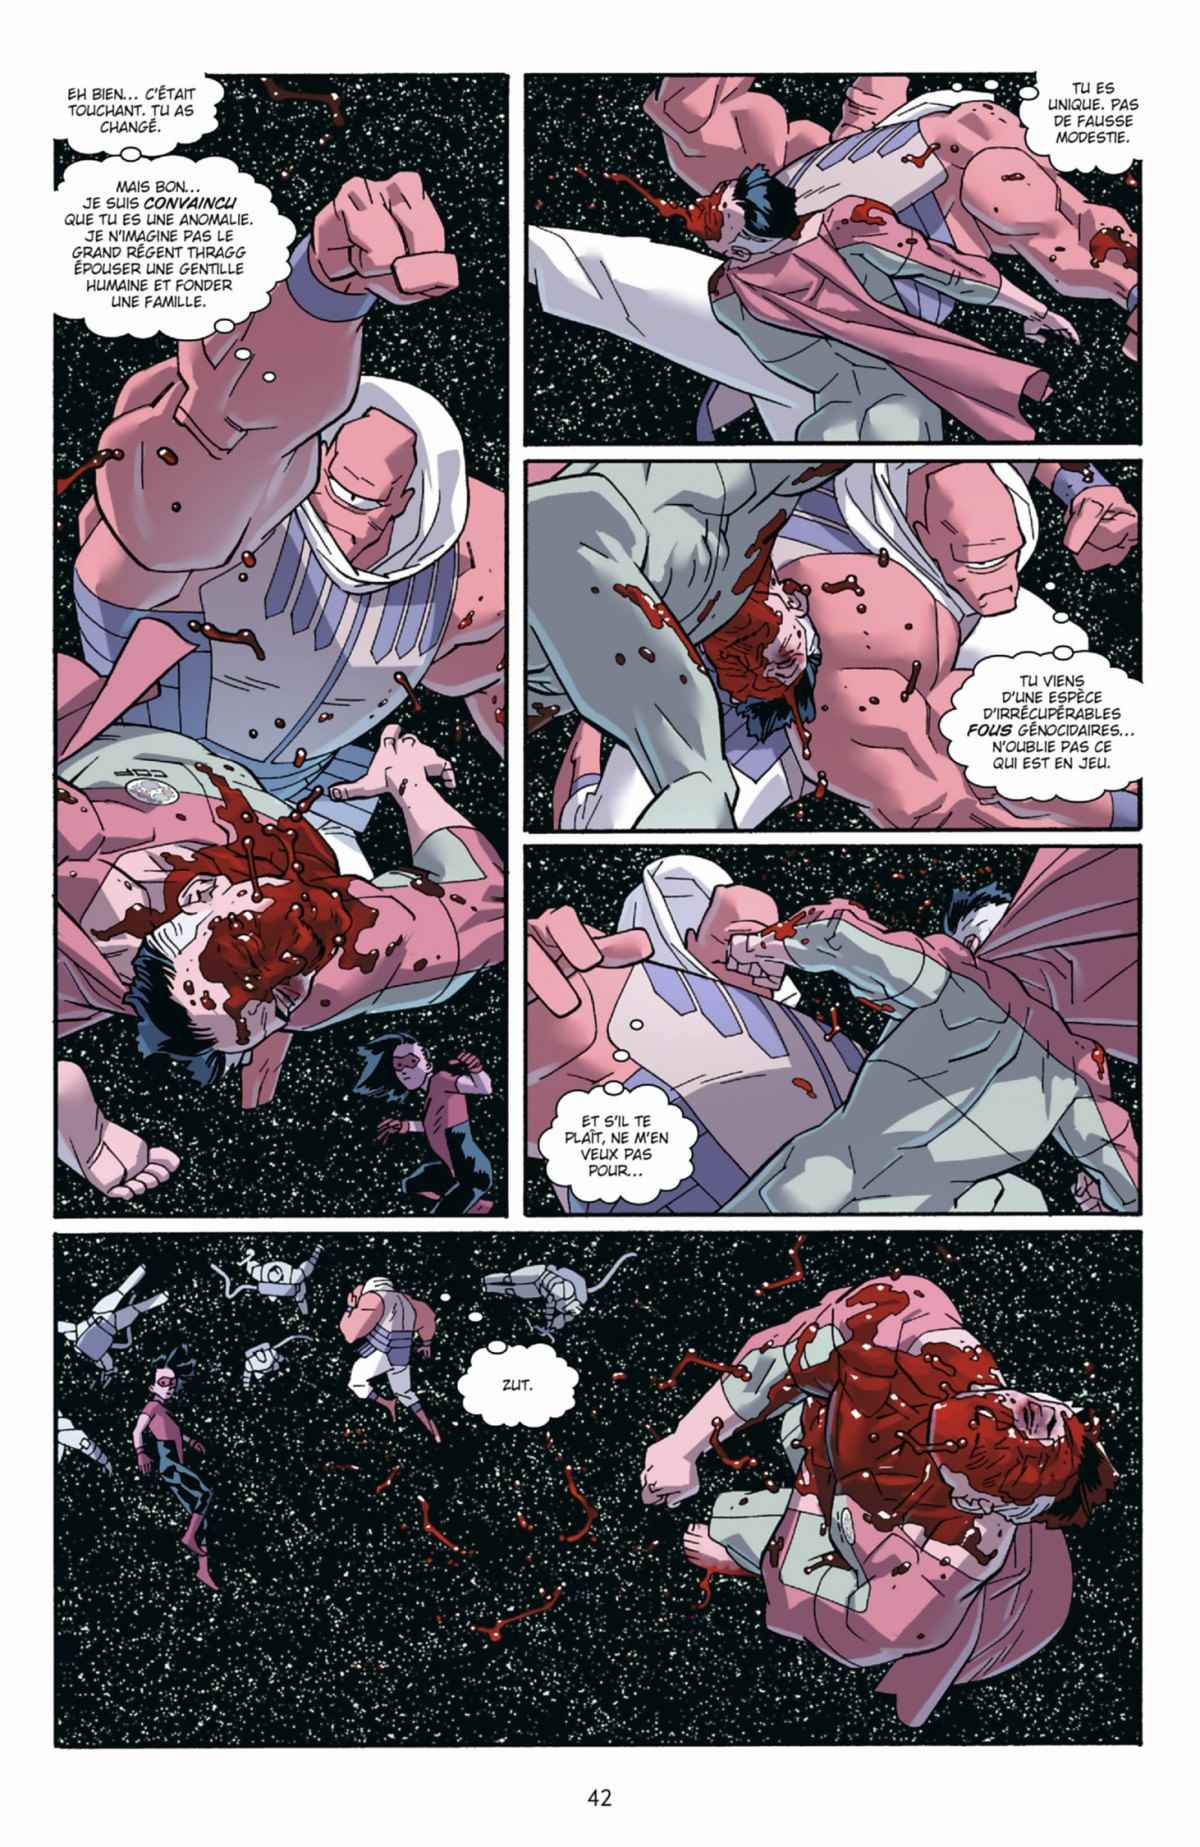 EH BIEN... C'ÉTAIT
TOUCHANT. TU AS
CHANGÉ.
MAIS BON...
JE SUIS CONVAINCU
QUE TU ES UNE ANOMALIE.
JE N'IMAGINE PAS LE
GRAND RÉGENT THRAGG
ÉPOUSER UNE GENTILLE
HUMAINE ET FONDER
UNE FAMILLE.
TU ES
UNIQUE. PAS
DE FAUSSE
MODESTIE.
TU VIENS
D'UNE ESPÈCE
D'IRRÉCUPÉRABLES
FOUS GÉNOCIDAIRES...
N'OUBLIE PAS CE
QUI EST EN JEU.
ET S'IL TE
PLAÎT, NE M'EN
VEUX PAS
POUR...
ZUT.
42